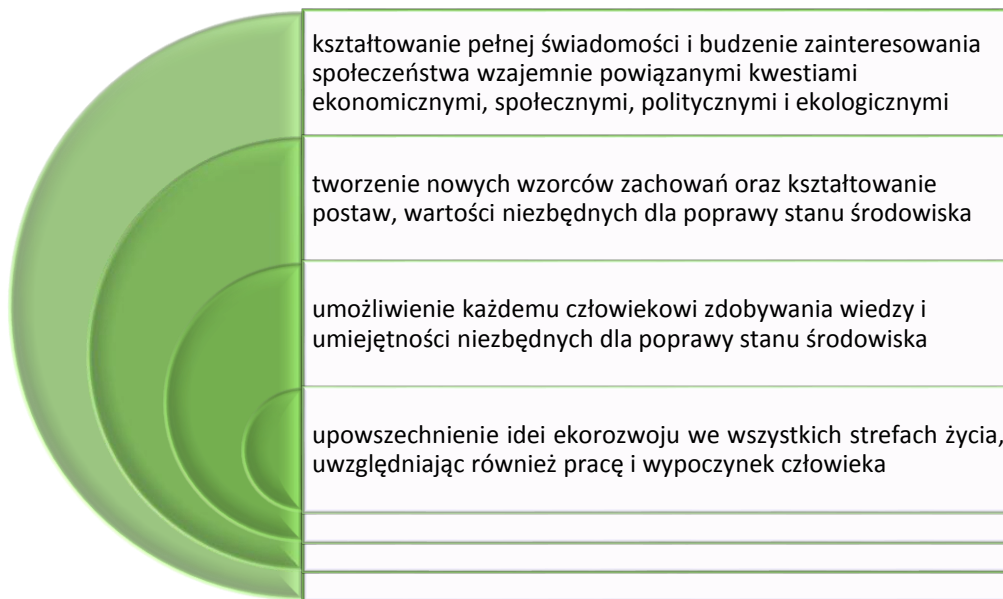 kształtowanie pełnej świadomości i budzenie zainteresowania
społeczeństwa wzajemnie powiązanymi kwestiami
ekonomicznymi, społecznymi, politycznymi i ekologicznymi
tworzenie nowych wzorców zachowań oraz kształtowanie
postaw, wartości niezbędnych dla poprawy stanu środowiska
umożliwienie każdemu człowiekowi zdobywania wiedzy i
umiejętności niezbędnych dla poprawy stanu środowiska
upowszechnienie idei ekorozwoju we wszystkich strefach życia,
uwzględniając również pracę i wypoczynek człowieka